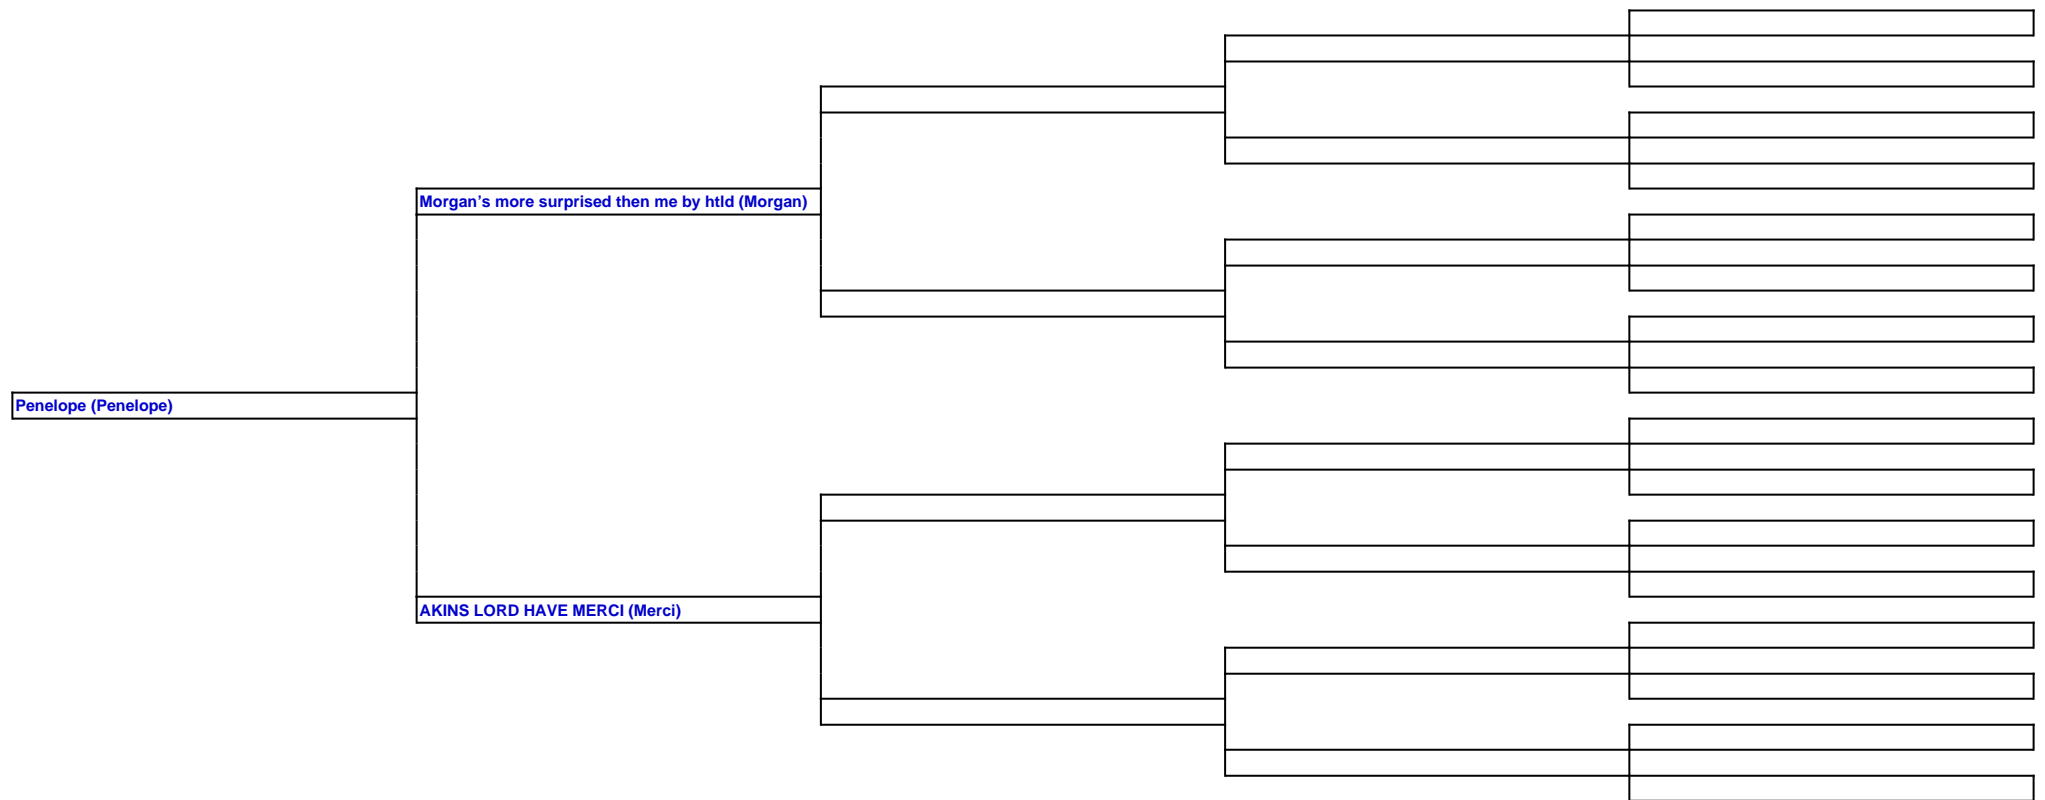 Morgan’s more surprised then me by htld (Morgan)
Penelope (Penelope)
AKINS LORD HAVE MERCI (Merci)